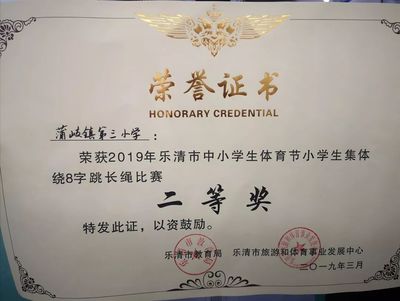 荣誉证书
HONORARY CREDENTIAL
蒲岐镇第三小学：
荣获2019年乐清市中小学生体育节小学生集体
绕8字跳长绳比赛
二等奖
特发此证，以资鼓励。
乐清市教育局 乐清市旅游和体育事业发展中心
二〇一九年三月